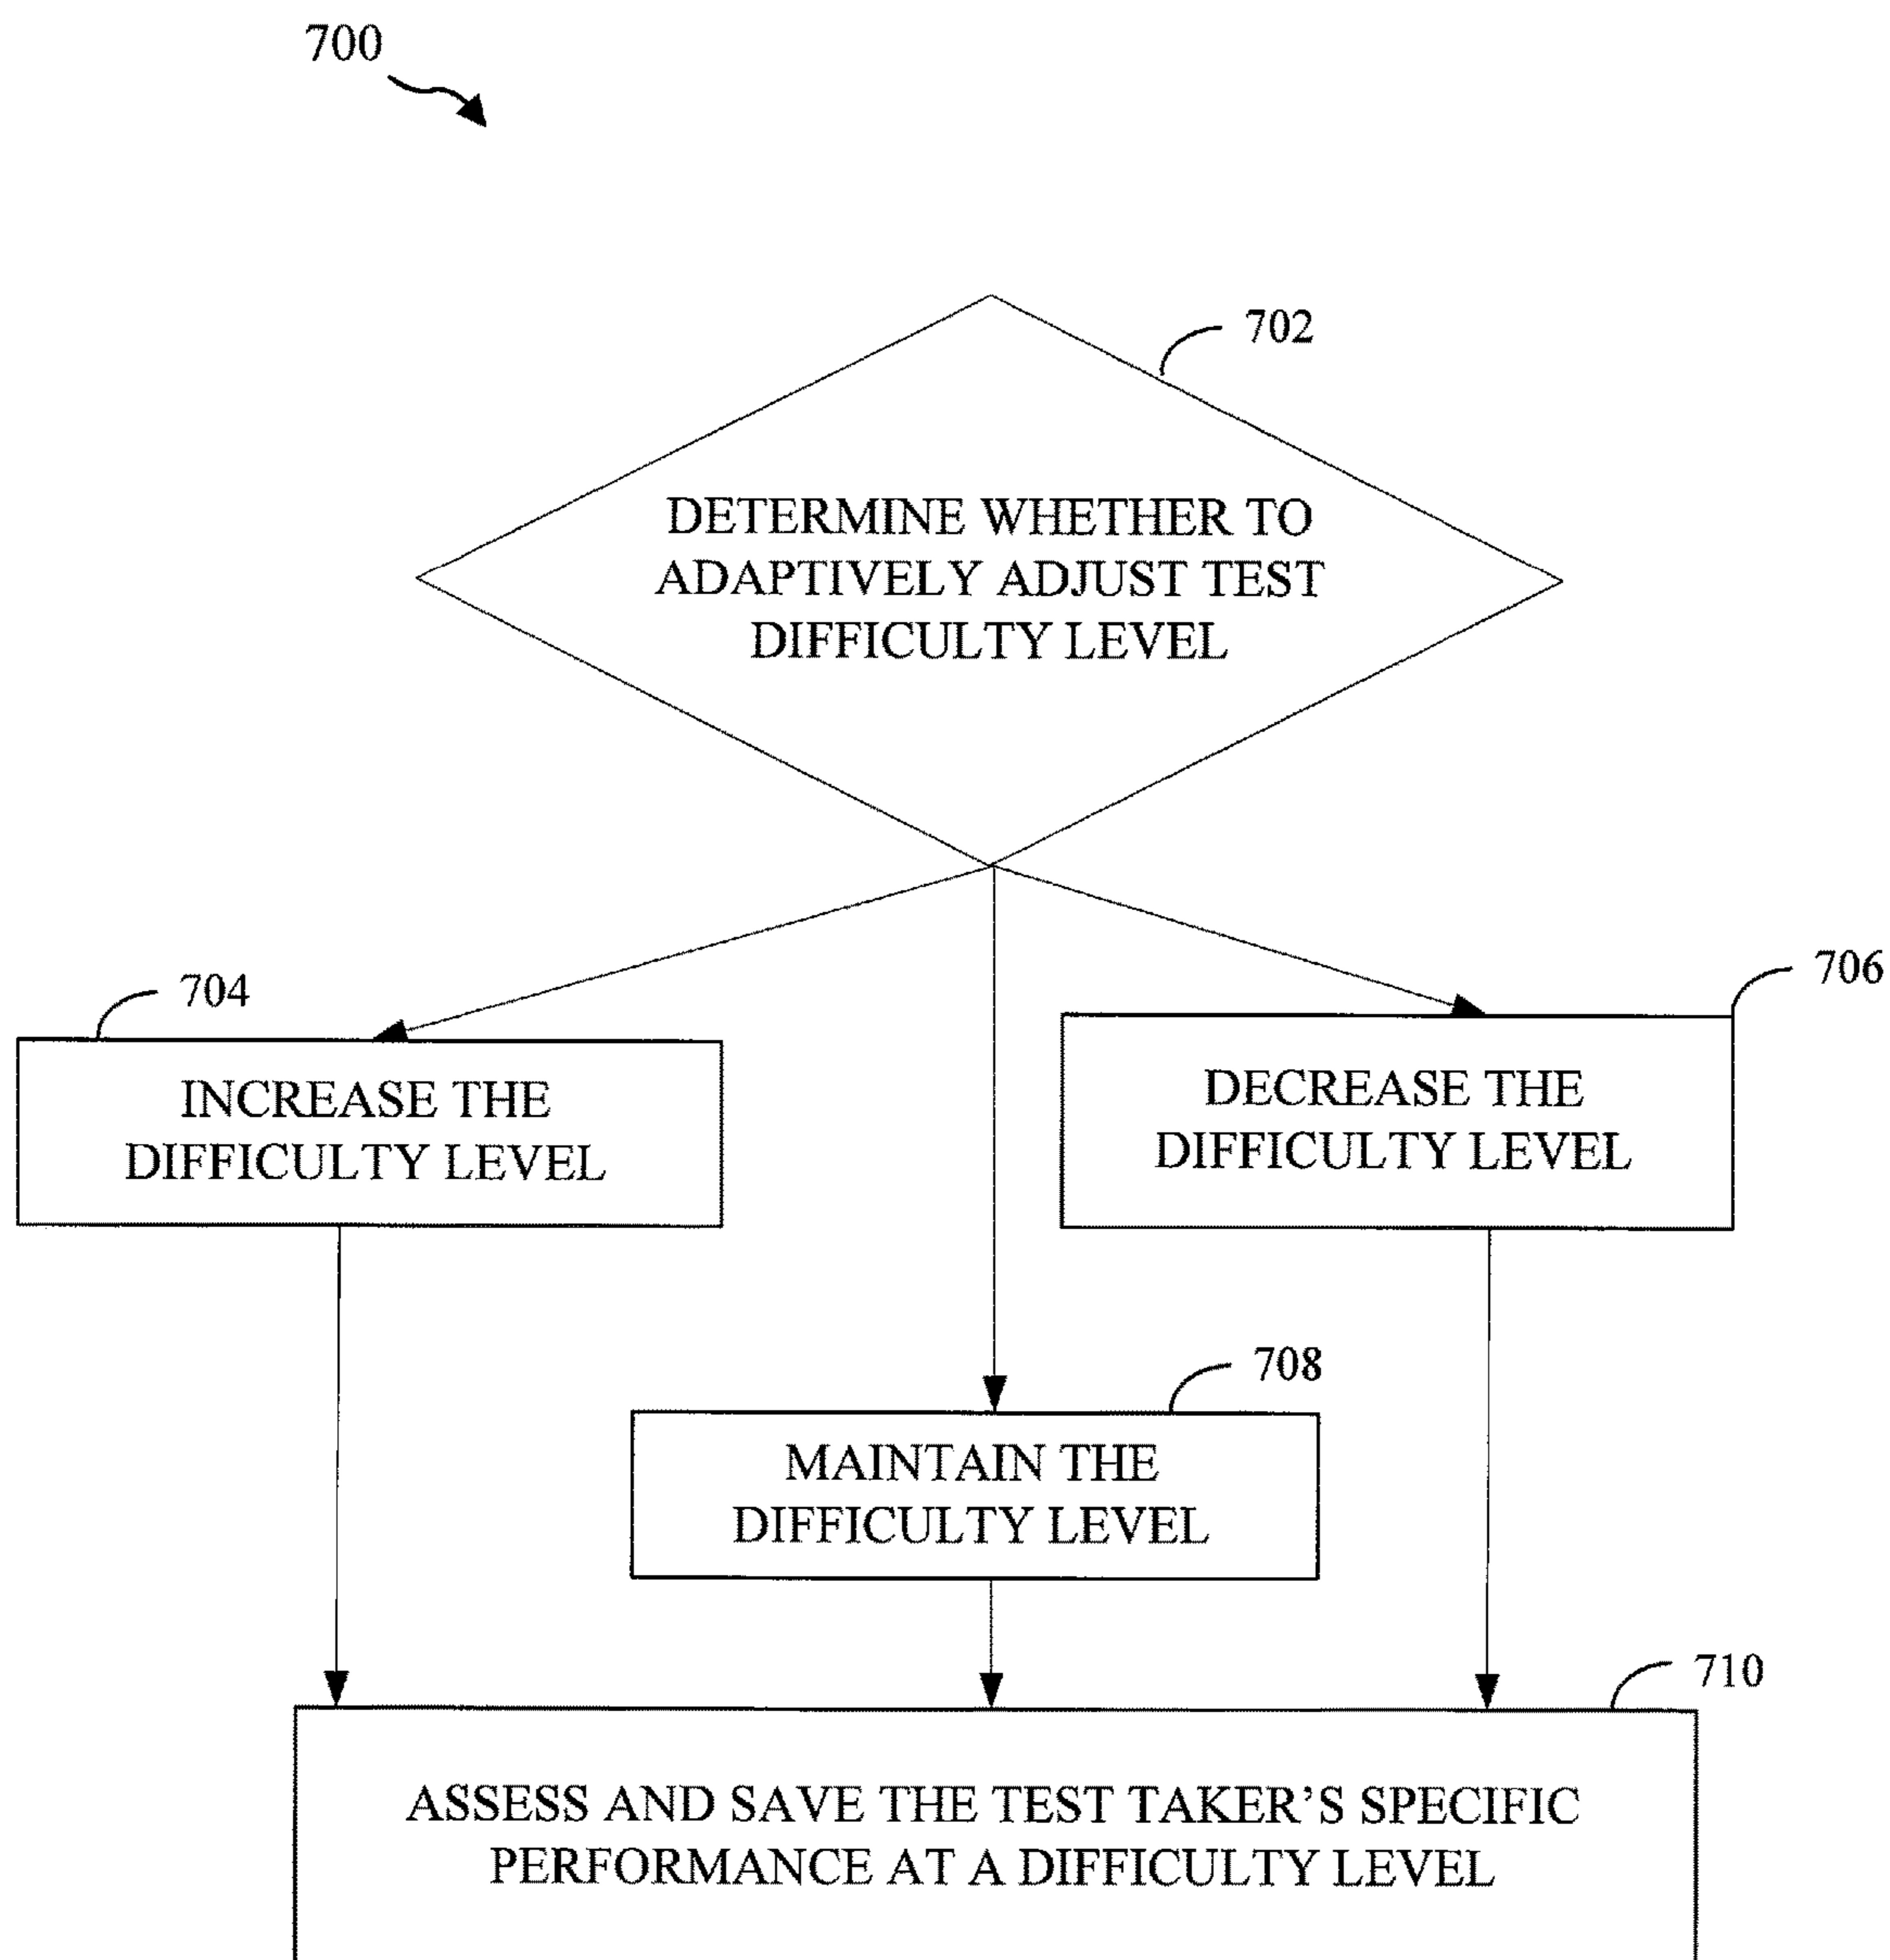 700
702
DETERMINE WHETHER TO
ADAPTIVELY ADJUST TEST
DIFFICULTY LEVEL
704
INCREASE THE
DIFFICULTY LEVEL
706
DECREASE THE
DIFFICULTY LEVEL
708
MAINTAIN THE
DIFFICULTY LEVEL
710
ASSESS AND SAVE THE TEST TAKER'S SPECIFIC
PERFORMANCE AT A DIFFICULTY LEVEL